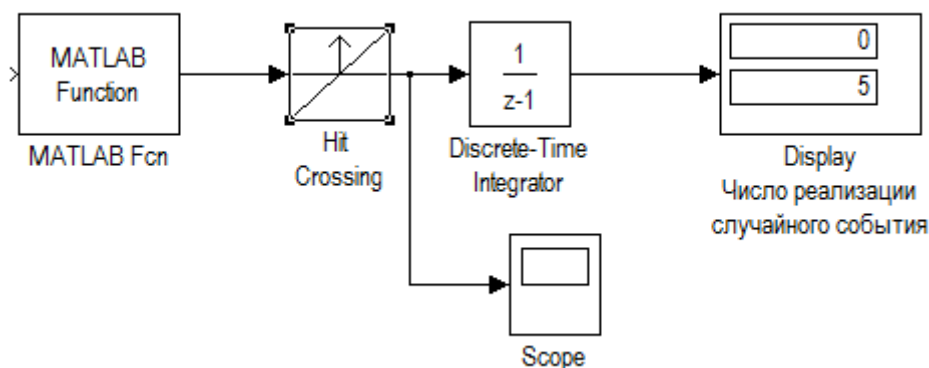 MATLAB
Function
MATLAB Fcn
Hit
Crossing
1
z-1
Discrete-Time
Integrator
0
5
Display
Число реализации
случайного события
Scope